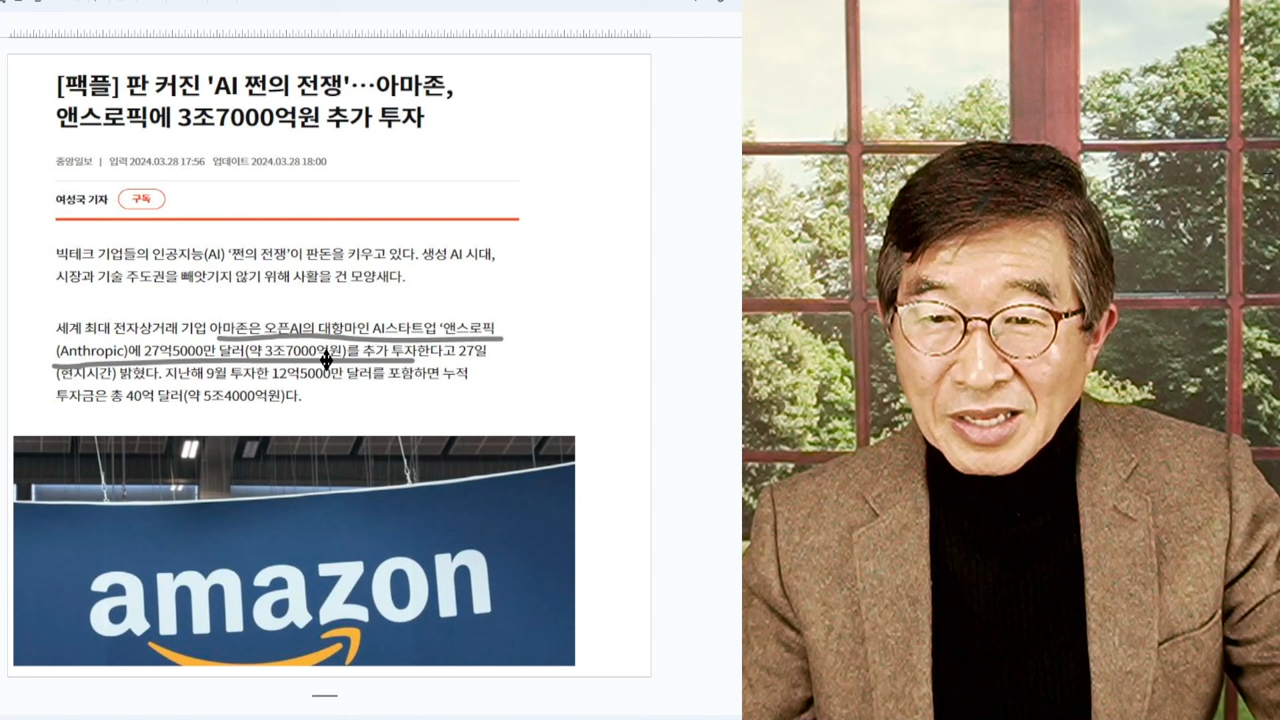 [팩플] 판 커진 'AI 쩐의 전쟁'…아마존,
앤스로픽에 3조7000억원 추가 투자
중앙일보 | 입력 2024.03.28 17:56 업데이트 2024.03.28 18:00
여성국 기자 구독
빅테크 기업들의 인공지능(AI) ‘쩐의 전쟁’이 판돈을 키우고 있다. 생성 AI 시대,
시장과 기술 주도권을 빼앗기지 않기 위해 사활을 건 모양새다.
세계 최대 전자상거래 기업 아마존은 오픈AI의 대항마인 AI스타트업 ‘앤스로픽
(Anthropic)에 27억5000만 달러(약 3조7000억원)를 추가 투자한다고 27일
(현지시간) 밝혔다. 지난해 9월 투자한 12억5000만 달러를 포함하면 누적
투자금은 총 40억 달러(약 5조4000억원)다.
amazon